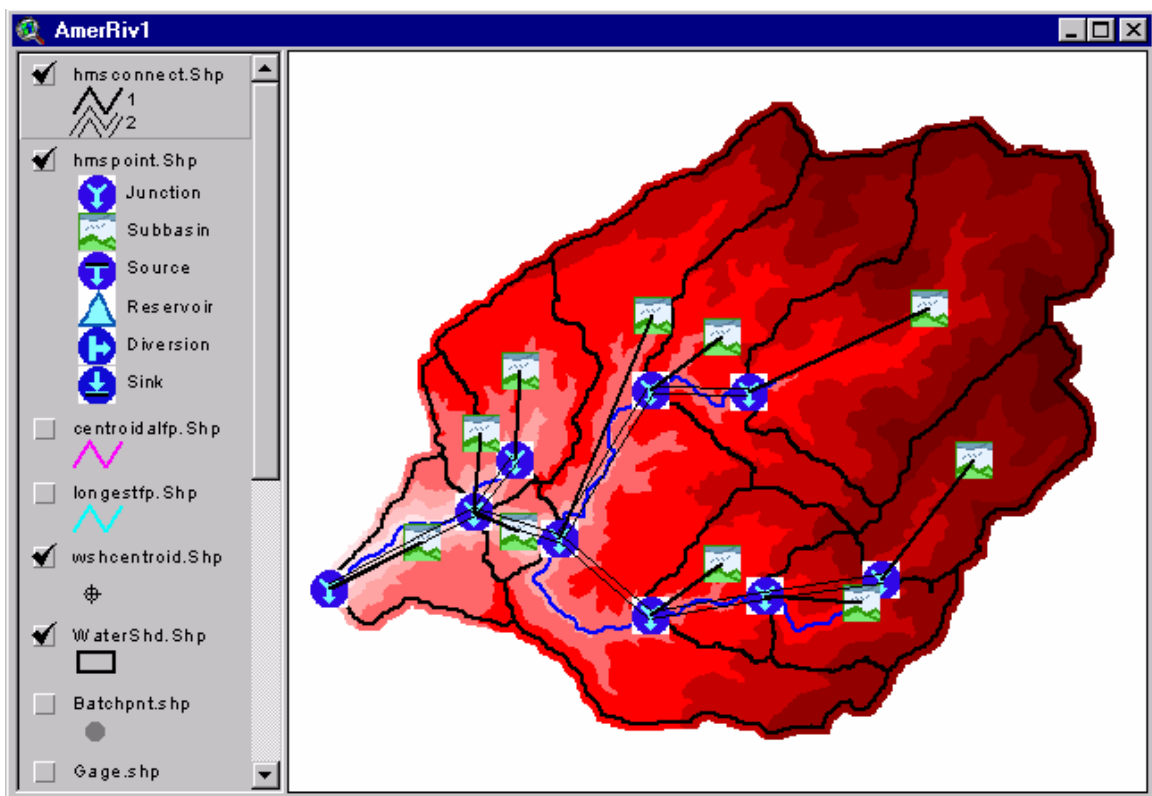 AmerRiv1
hmsconnect.Shp
1
2
hmspoint.Shp
Junction
Subbasin
Source
Reservoir
Diversion
Sink
centroidalfp.Shp
longestfp.Shp
wshcentroid.Shp
WaterShd.Shp
Batchpnt.shp
Gage.shp